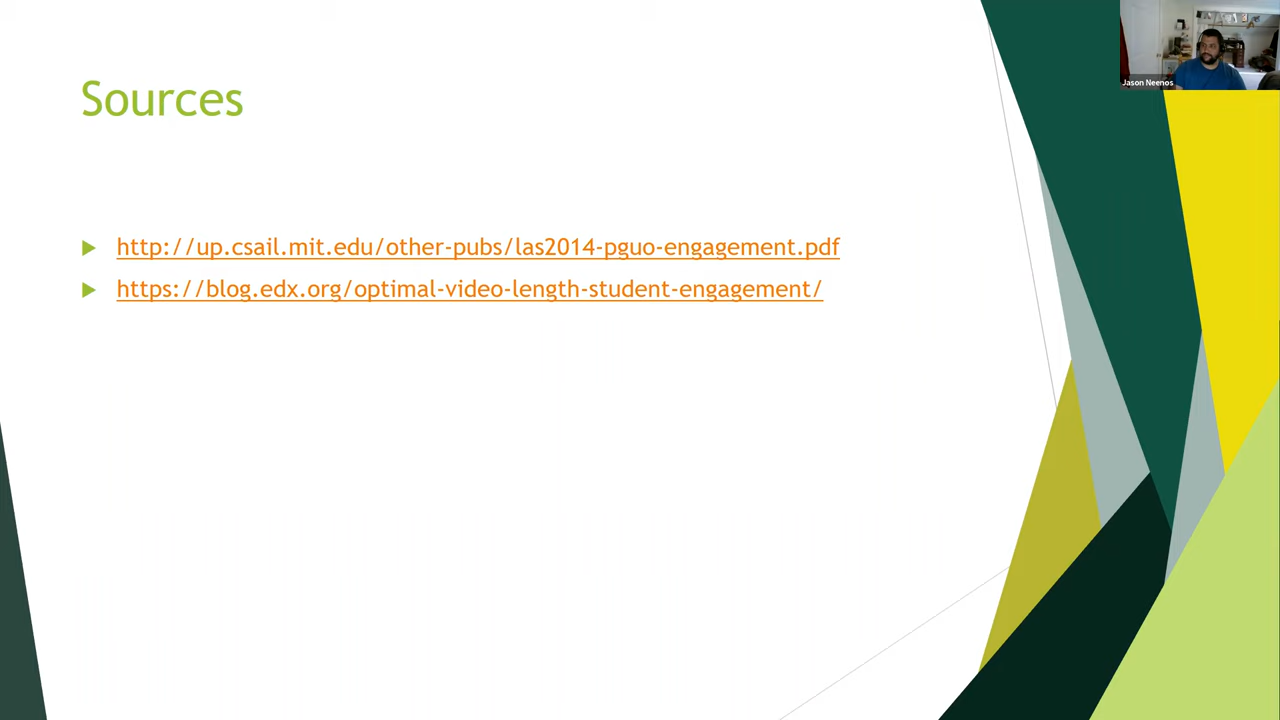 Sources
http://up.csail.mit.edu/other-pubs/las2014-pguo-engagement.pdf
https://blog.edx.org/optimal-video-length-student-engagement/
Jason Neenos